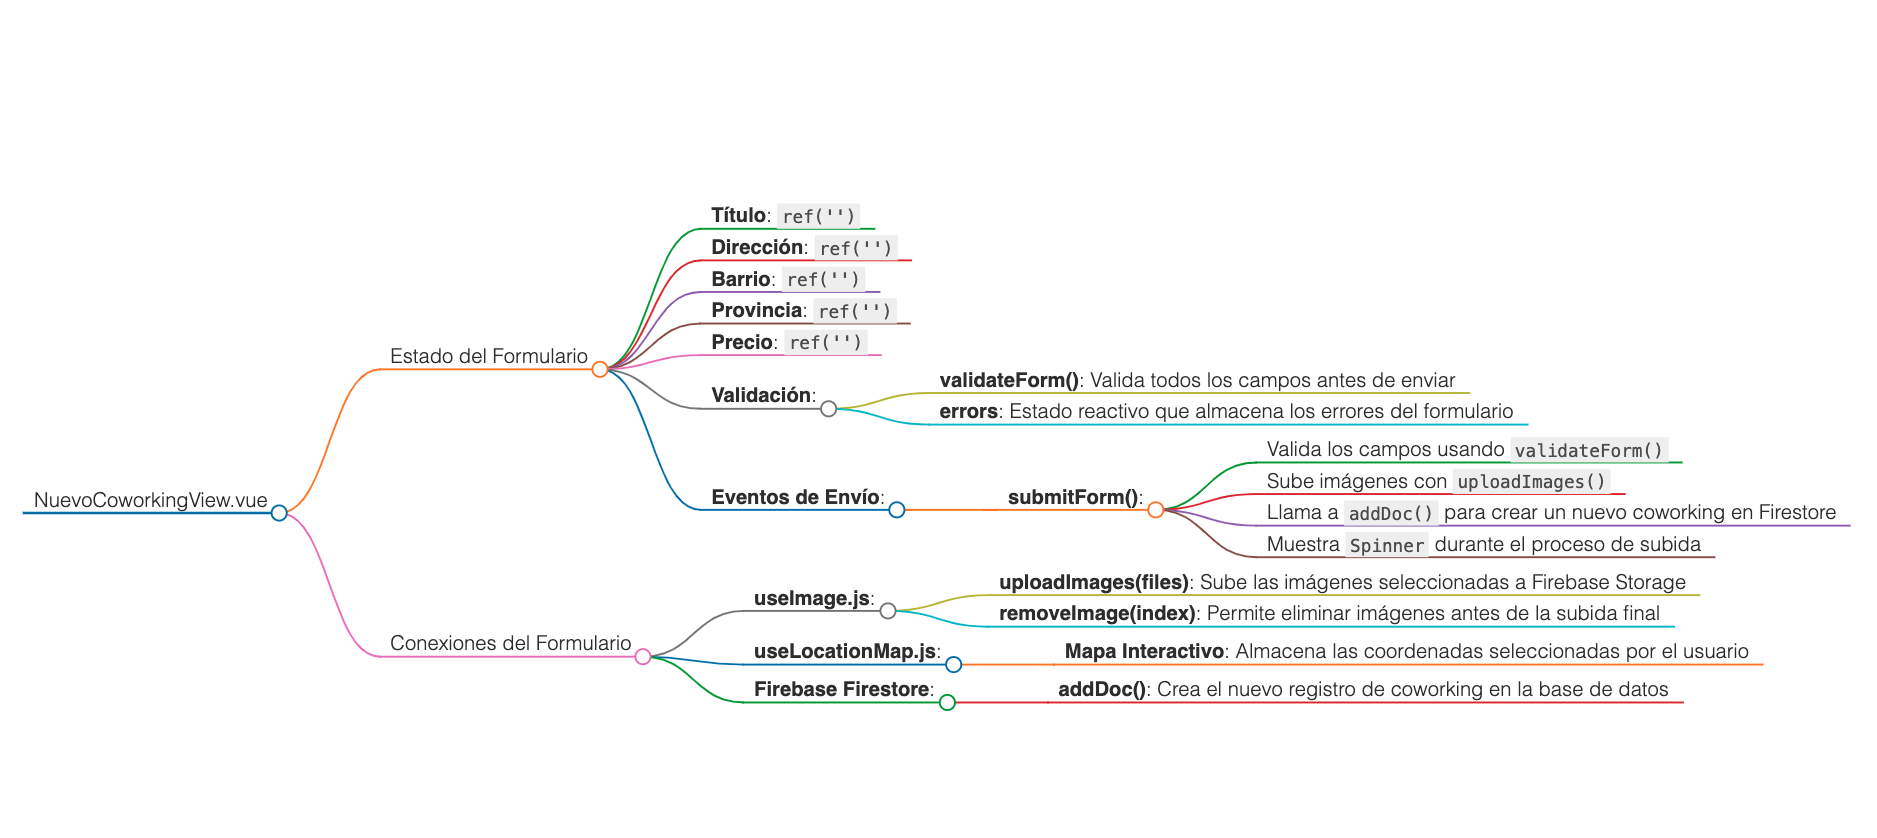 Título: ref('')
Dirección: ref('')
Barrio: ref('')
Provincia: ref('')
Precio: ref('')
Estado del Formulario
validateForm(): Valida todos los campos antes de enviar
Validación:
errors: Estado reactivo que almacena los errores del formulario
Valida los campos usando validateForm()
Sube imágenes con uploadImages()
NuevoCoworkingView.vue
Eventos de Envío:
submitForm():
Llama a addDoc() para crear un nuevo coworking en Firestore
Muestra Spinner durante el proceso de subida
uploadImages(files): Sube las imágenes seleccionadas a Firebase Storage
useImage.js:
removeImage(index): Permite eliminar imágenes antes de la subida final
Conexiones del Formulario
useLocationMap.js:
Mapa Interactivo: Almacena las coordenadas seleccionadas por el usuario
Firebase Firestore:
addDoc(): Crea el nuevo registro de coworking en la base de datos